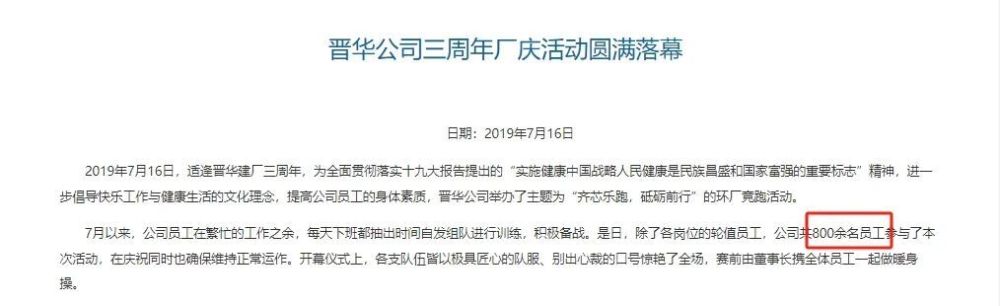 晋华公司三周年厂庆活动圆满落幕
日期：2019年7月16日
2019年7月16日，适逢晋华建厂三周年，为全面贯彻落实十九大报告提出的“实施健康中国战略人民健康是民族昌盛和国家富强的重要标志”精神，进一
步倡导快乐工作与健康生活的文化理念，提高公司员工的身体素质，晋华公司举办了主题为“齐芯乐跑，砥砺前行”的环厂竞跑活动。
7月以来，公司员工在繁忙的工作之余，每天下班都抽出时间自发组队进行训练，积极备战。是日，除了各岗位的轮值员工，公司共800余名员工参与了本
次活动，在庆祝同时也确保维持正常运作。开幕仪式上，各支队伍皆以极具匠心的队服、别出心裁的口号惊艳了全场，赛前由董事长携全体员工一起做暖身
操。